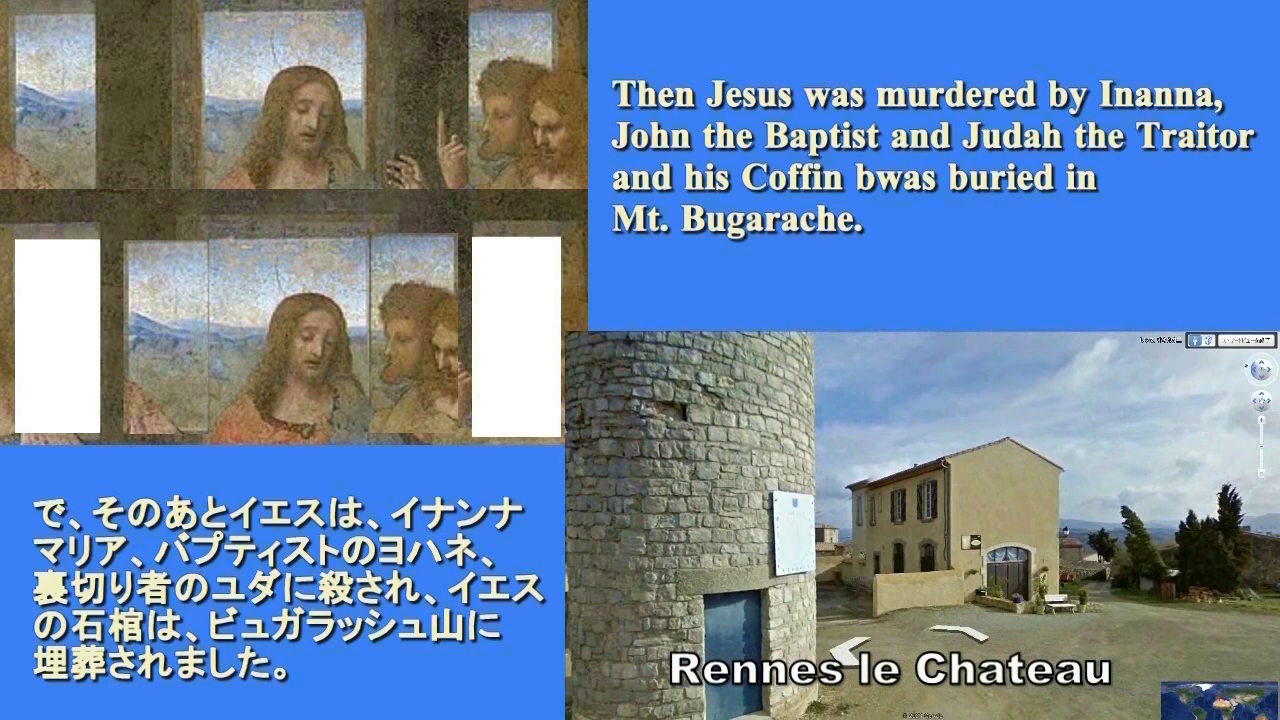 Then Jesus was murdered by Inanna,
John the Baptist and Judah the Traitor
and his Coffin bwas buried in
Mt. Bugarache.
で、そのあとイエスは、イナンナ
マリア、バプティストのヨハネ、
裏切り者のユダに殺され、イエス
の石棺は、ビュガラッシュ山に
埋葬されました。
Rennes le Chateau